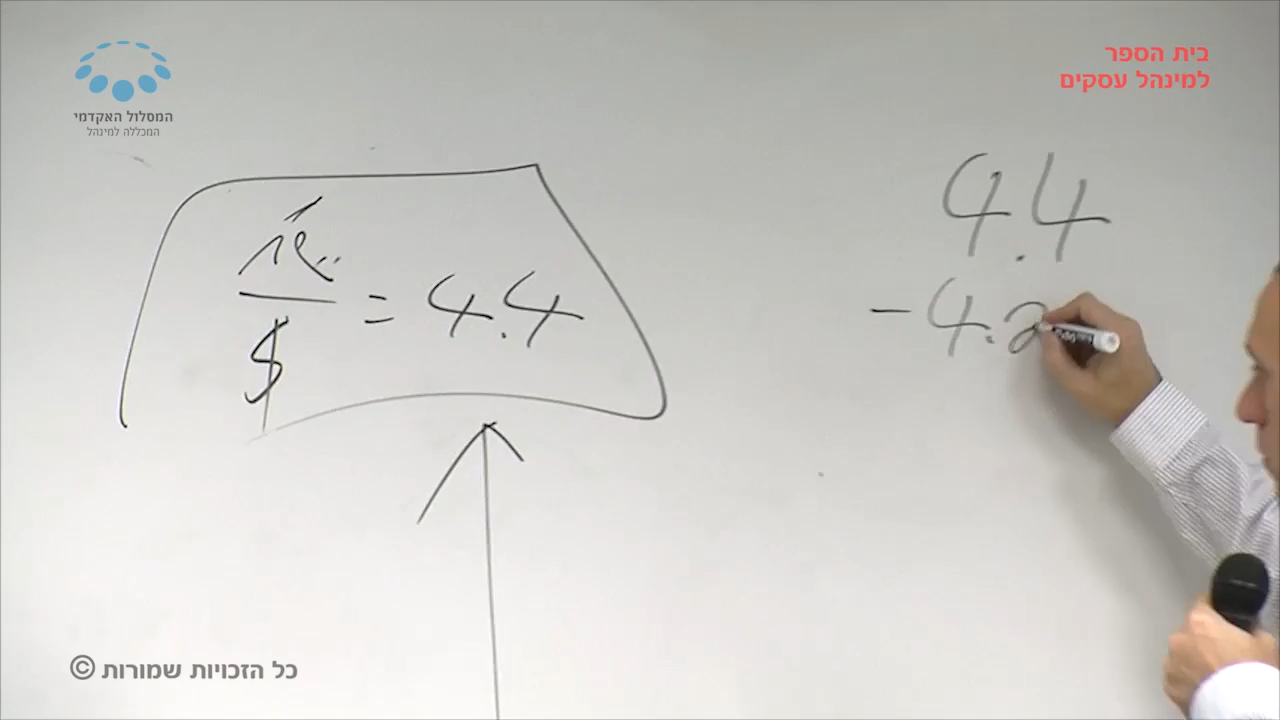 בית הספר
למינהל עסקים
המסלול האקדמי
המכללה למינהל
$
= 4.4
4.4
- 4.2
כל הזכויות שמורות ©